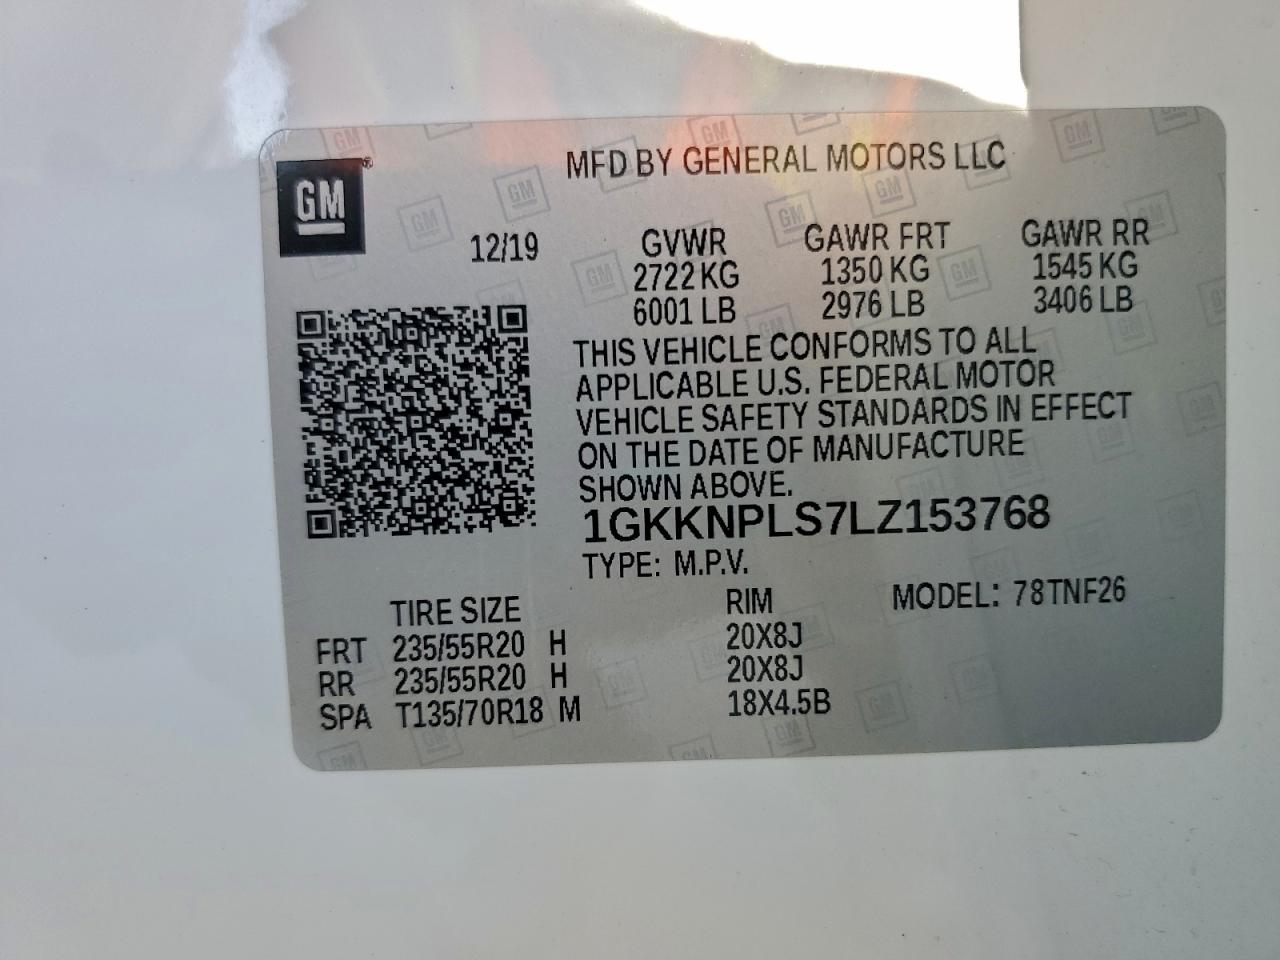 GM
MFD BY GENERAL MOTORS LLC
12/19 GVWR GAWR FRT GAWR RR
2722 KG 1350 KG 1545 KG
6001 LB 2976 LB 3406 LB
THIS VEHICLE CONFORMS TO ALL
APPLICABLE U.S. FEDERAL MOTOR
VEHICLE SAFETY STANDARDS IN EFFECT
ON THE DATE OF MANUFACTURE
SHOWN ABOVE.
1GKKNPLS7LZ153768
TYPE: M.P.V.
TIRE SIZE RIM MODEL: 78TNF26
FRT 235/55R20 H 20X8J
RR 235/55R20 H 20X8J
SPA T135/70R18 M 18X4.5B